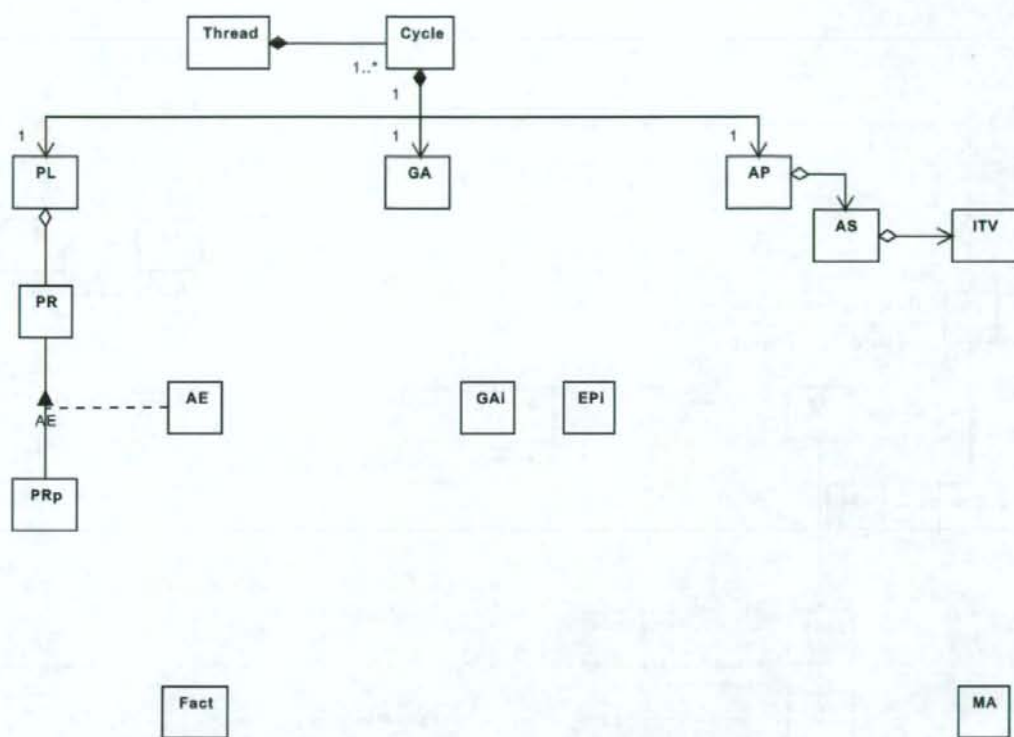 Thread
Cycle
1..*
1
1
1
1
PL
GA
AP
AS
ITV
PR
AE
GAi
EPi
AE
PRp
Fact
MA